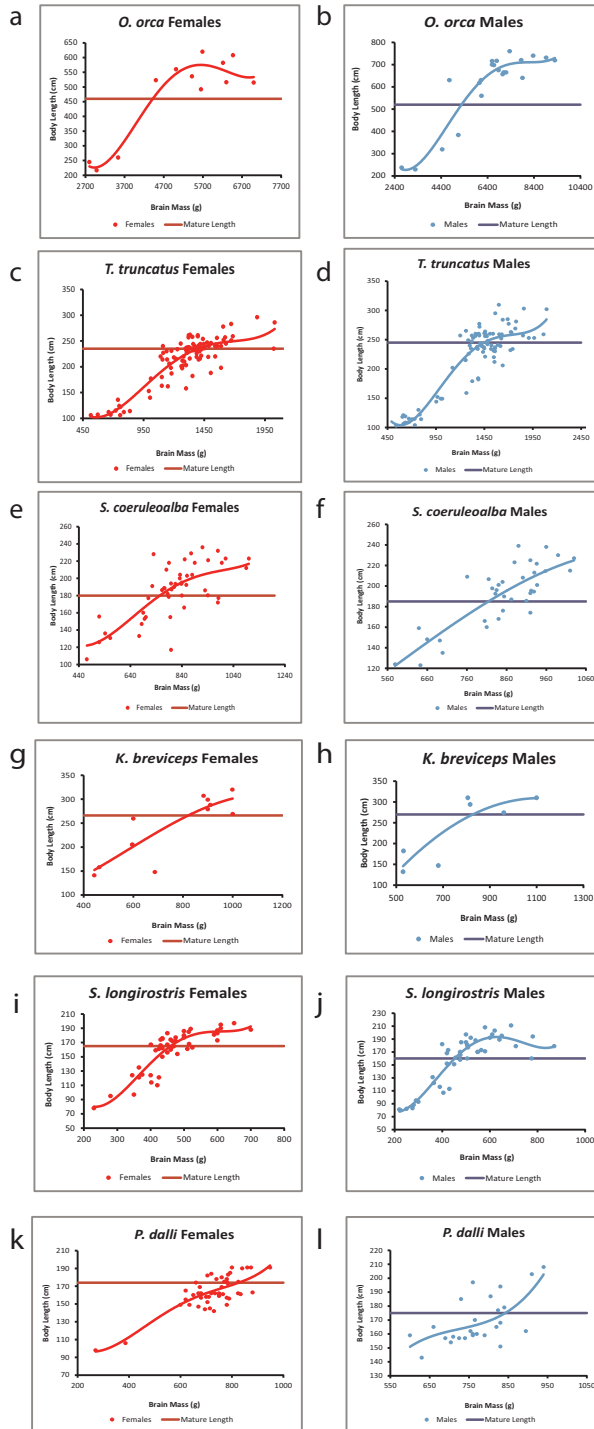 a
O. orca Females
Body Length (cm)
650
600
550
500
450
400
350
300
250
200
2700 3700 4700 5700 6700 7700
Brain Mass (g)
Females Mature Length
b
O. orca Males
Body Length (cm)
800
700
600
500
400
300
200
2400 4400 6400 8400 10400
Brain Mass (g)
Males Mature Length
c
T. truncatus Females
Body Length (cm)
350
300
250
200
150
100
450 950 1450 1950
Brain Mass (g)
Females Mature Length
d
T. truncatus Males
Body Length (cm)
350
300
250
200
150
100
450 950 1450 1950 2450
Brain Mass (g)
Males Mature Length
e
S. coeruleoalba Females
Body Length (cm)
260
240
220
200
180
160
140
120
100
440 640 840 1040 1240
Brain Mass (g)
Females Mature Length
f
S. coeruleoalba Males
Body Length (cm)
260
240
220
200
180
160
140
120
560 660 760 860 960 1060
Brain Mass (g)
Males Mature Length
g
K. breviceps Females
Body Length (cm)
350
300
250
200
150
100
400 600 800 1000 1200
Brain Mass (g)
Females Mature Length
h
K. breviceps Males
Body Length (cm)
350
300
250
200
150
100
500 700 900 1100 1300
Brain Mass (g)
Males Mature Length
i
S. longirostris Females
Body Length (cm)
210
190
170
150
130
110
90
70
50
200 300 400 500 600 700 800
Brain Mass (g)
Females Mature Length
j
S. longirostris Males
Body Length (cm)
230
210
190
170
150
130
110
90
70
50
200 400 600 800 1000
Brain Mass (g)
Males Mature Length
k
P. dalli Females
Body Length (cm)
210
190
170
150
130
110
90
70
200 400 600 800 1000
Brain Mass (g)
Females Mature Length
l
P. dalli Males
Body Length (cm)
220
210
200
190
180
170
160
150
140
130
550 650 750 850 950 1050
Brain Mass (g)
Males Mature Length